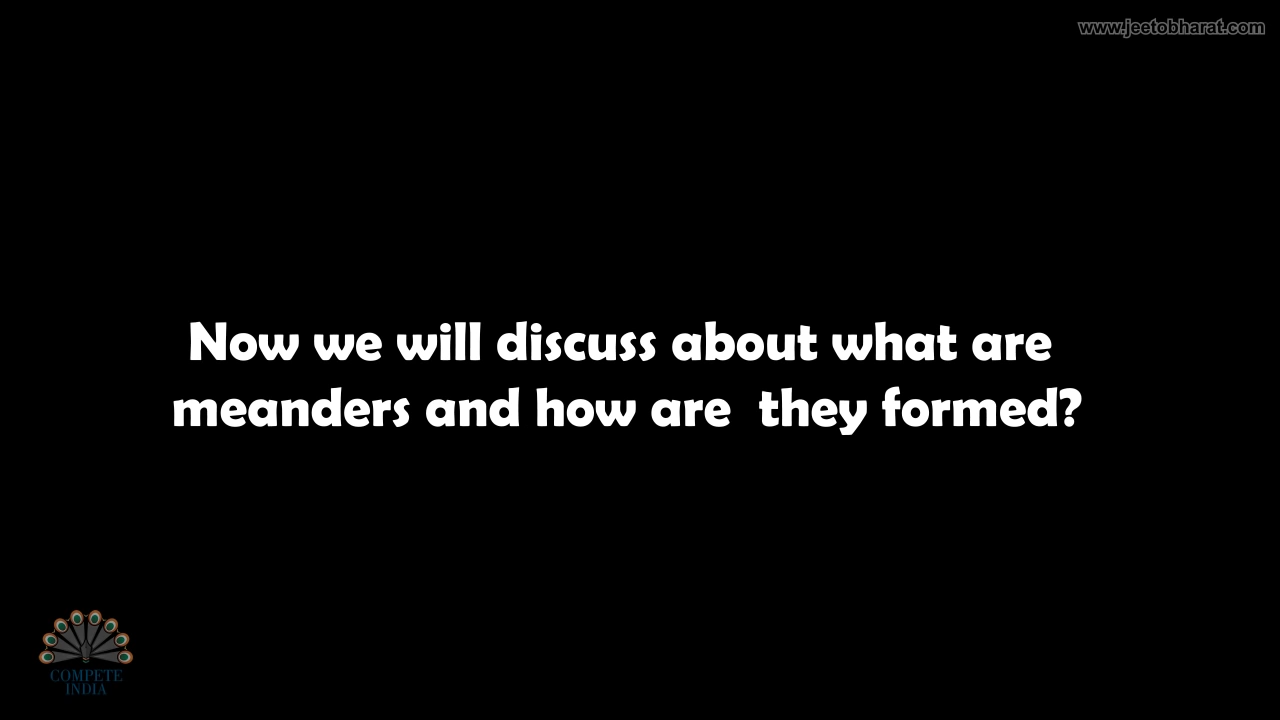 www.jeetobharat.com
Now we will discuss about what are
meanders and how are  they formed?
COMPETE
INDIA